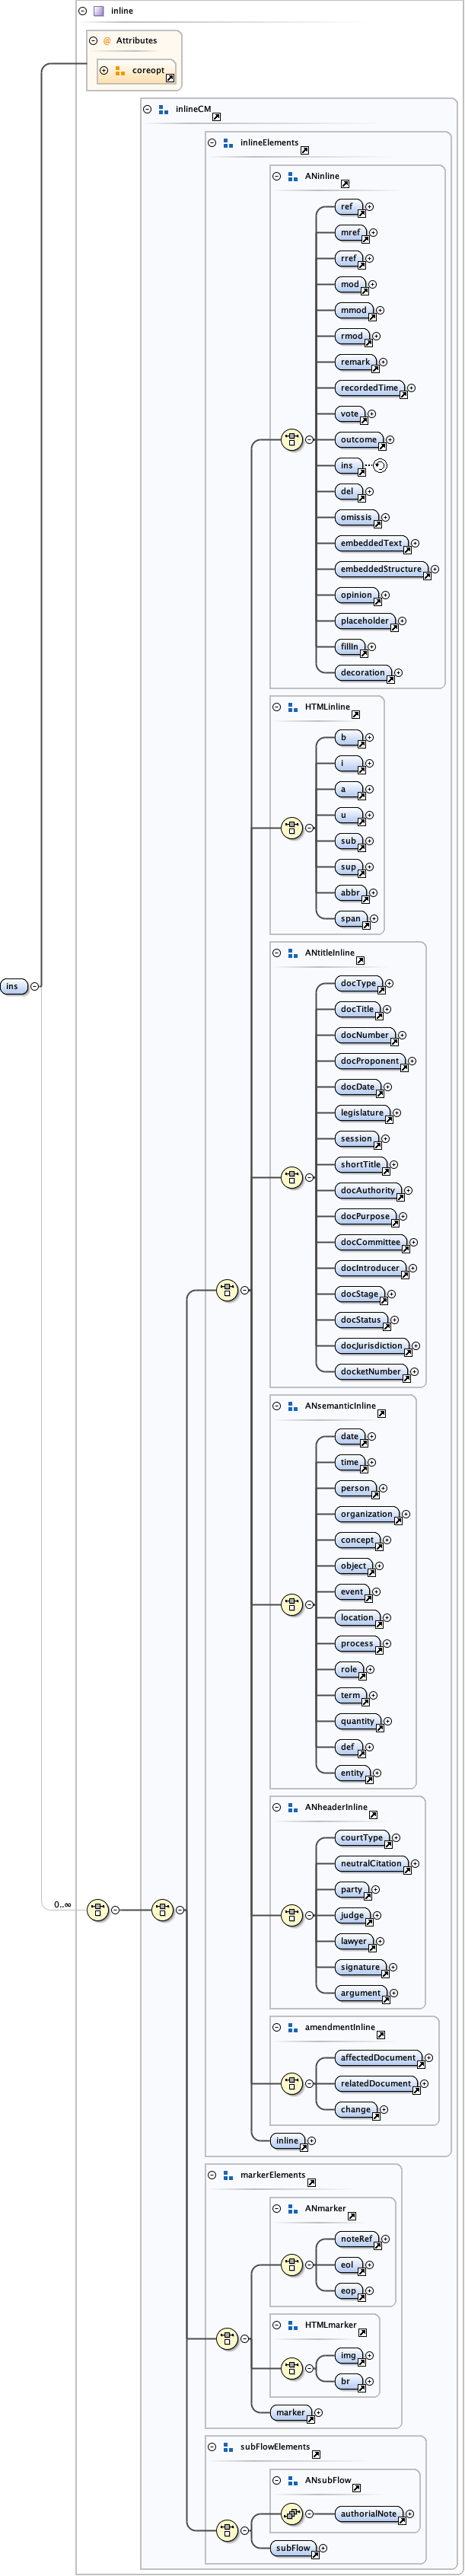 inline
Attributes
coreopt
inlineCM
inlineElements
ANinline
ref
mref
rref
mod
mmod
rmod
remark
recordedTime
vote
outcome
ins
del
omissis
embeddedText
embeddedStructure
opinion
placeholder
fillIn
decoration
HTMLinline
b
i
a
u
sub
sup
abbr
span
ANtitleInline
docType
ins
docTitle
docNumber
docProponent
docDate
legislature
session
shortTitle
docAuthority
docPurpose
docCommittee
docIntroducer
docStage
docStatus
docJurisdiction
docketNumber
ANsemanticInline
date
time
person
organization
concept
object
event
location
process
role
term
quantity
def
entity
ANheaderInline
courtType
neutralCitation
party
0..∞
judge
lawyer
signature
argument
amendmentInline
affectedDocument
relatedDocument
change
inline
markerElements
ANmarker
noteRef
eol
eop
HTMLmarker
img
br
marker
subFlowElements
ANsubFlow
authorialNote
subFlow